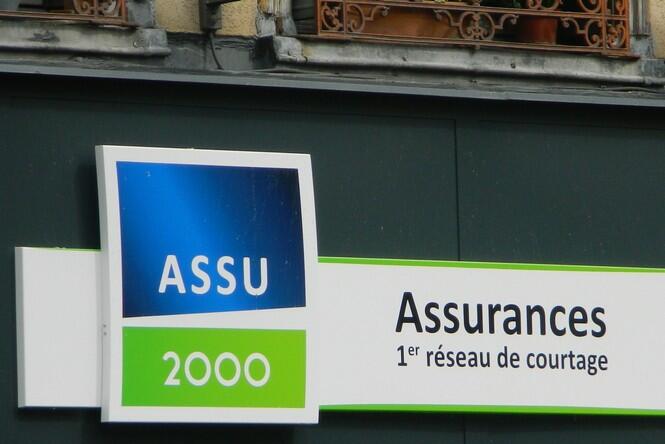 ASSU
2000
Assurances
1er réseau de courtage